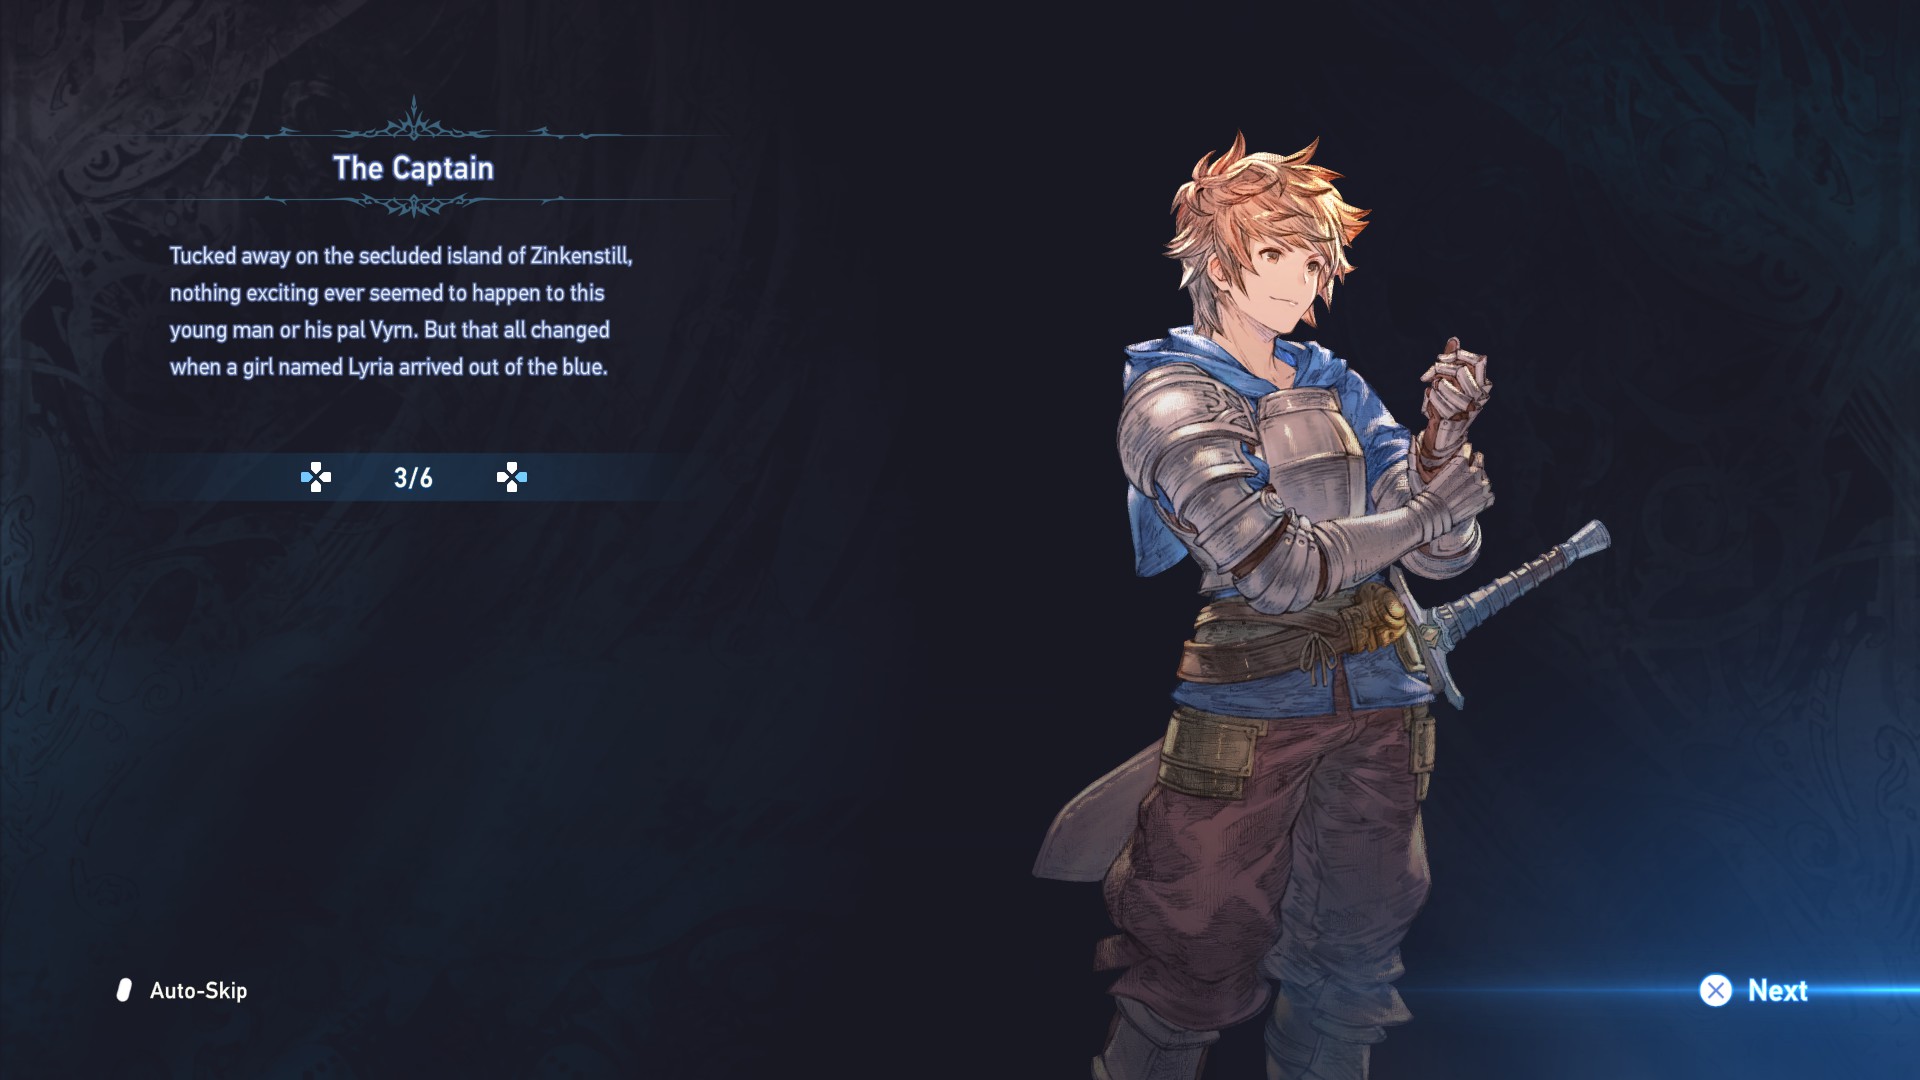 The Captain
Tucked away on the secluded island of Zinkenstill,
nothing exciting ever seemed to happen to this
young man or his pal Vyrn. But that all changed
when a girl named Lyria arrived out of the blue.
3/6
Auto-Skip
Next